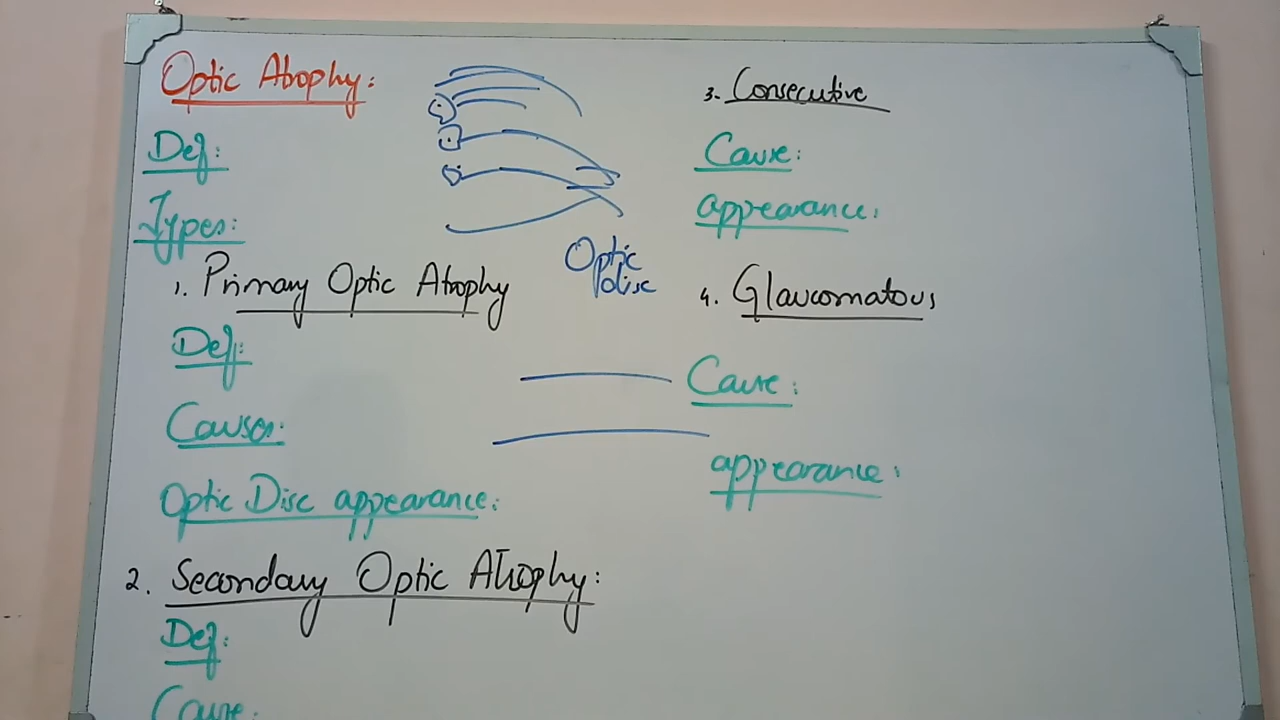 Optic Atrophy:
Def:
Types:
1. Primary Optic Atrophy
Def:
Causes:
Optic Disc appearance:
2. Secondary Optic Atrophy:
Def:
Cause:
Optic
disc
3. Consecutive
Cause:
appearance:
4. Glaucomatous
Cause:
appearance: